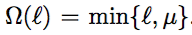 Ω(ℓ) = min{ℓ, μ}.